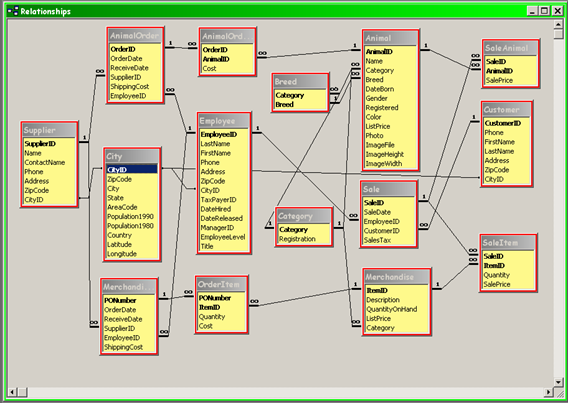 Relationships
AnimalOrder
OrderID
OrderDate
ReceiveDate
SupplierID
ShippingCost
EmployeeID
AnimalOrd...
OrderID
AnimalID
Cost
Animal
AnimalID
Name
Category
Breed
DateBorn
Gender
Registered
Color
ListPrice
Photo
ImageFile
ImageHeight
ImageWidth
SaleAnimal
SaleID
AnimalID
SalePrice
Breed
Category
Breed
Supplier
SupplierID
Name
ContactName
Phone
Address
ZipCode
CityID
City
CityID
ZipCode
City
State
AreaCode
Population1990
Population1980
Country
Latitude
Longitude
Employee
EmployeeID
LastName
FirstName
Phone
Address
ZipCode
CityID
TaxPayerID
DateHired
DateReleased
ManagerID
EmployeeLevel
Title
Customer
CustomerID
Phone
FirstName
LastName
Address
ZipCode
CityID
Category
Category
Registration
Sale
SaleID
SaleDate
EmployeeID
CustomerID
SalesTax
SaleItem
SaleID
ItemID
Quantity
SalePrice
Merchandi...
PONumber
OrderDate
ReceiveDate
SupplierID
EmployeeID
ShippingCost
OrderItem
PONumber
ItemID
Quantity
Cost
Merchandise
ItemID
Description
QuantityOnHand
ListPrice
Category
1 ∞ 1 ∞ 1 ∞